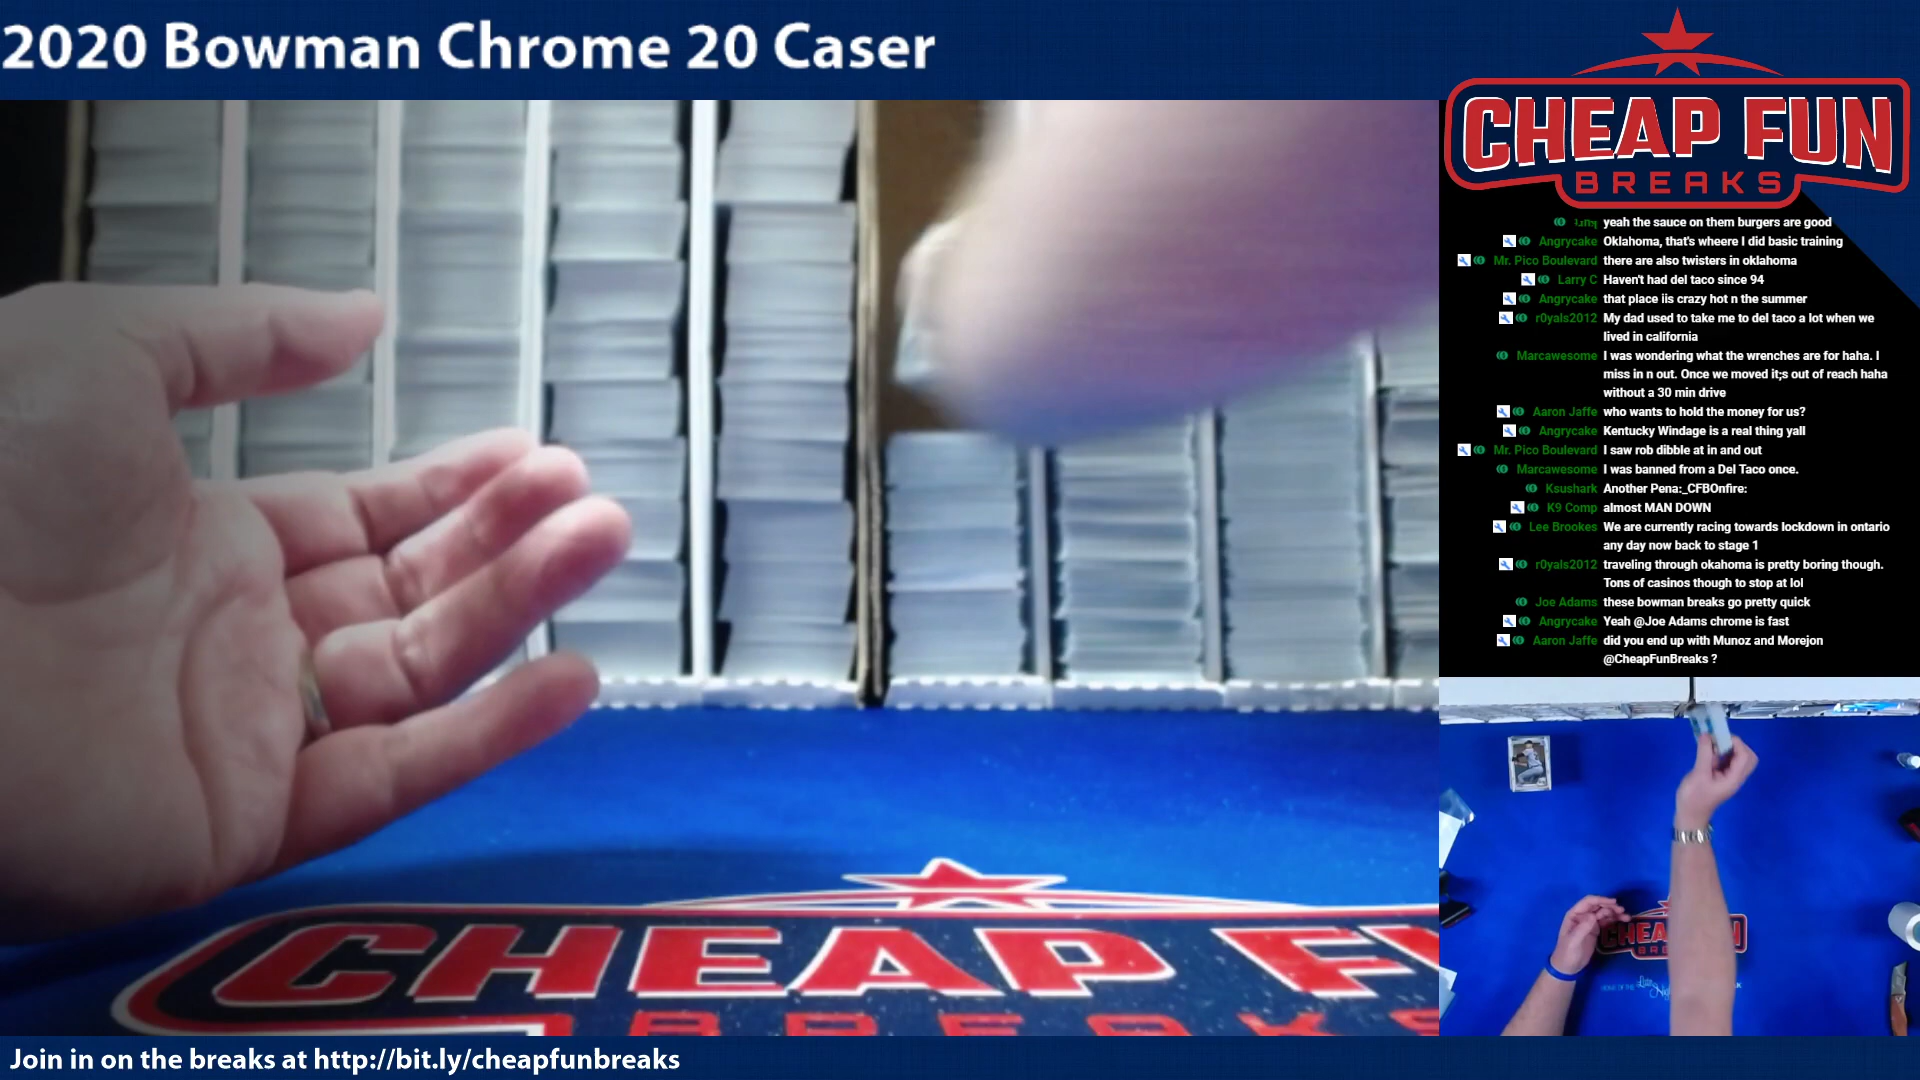 2020 Bowman Chrome 20 Caser
CHEAP FUN
BREAKS
yeah the sauce on them burgers are good
Angrycake Oklahoma, that's wheere I did basic training
Mr. Pico Boulevard there are also twisters in oklahoma
Larry C Haven't had del taco since 94
Angrycake that place iis crazy hot n the summer
r0yals2012 My dad used to take me to del taco a lot when we
lived in california
Marcawesome I was wondering what the wrenches are for haha. I
miss in n out. Once we moved it;s out of reach haha
without a 30 min drive
Aaron Jaffe who wants to hold the money for us?
Angrycake Kentucky Windage is a real thing yall
Mr. Pico Boulevard I saw rob dibble at in and out
Marcawesome I was banned from a Del Taco once.
Ksushark Another Pena:_CFBOnfire:
K9 Comp almost MAN DOWN
Lee Brookes We are currently racing towards lockdown in ontario
any day now back to stage 1
r0yals2012 traveling through okahoma is pretty boring though.
Tons of casinos though to stop at lol
Joe Adams these bowman breaks go pretty quick
Angrycake Yeah @Joe Adams chrome is fast
Aaron Jaffe did you end up with Munoz and Morejon
@CheapFunBreaks ?
CHEAP F
BREAKS
CHEA UN
Join in on the breaks at http://bit.ly/cheapfunbreaks